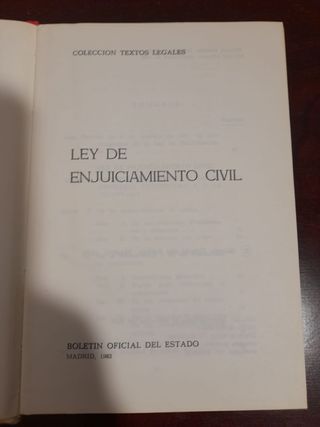 COLECCION TEXTOS LEGALES
LEY DE
ENJUICIAMIENTO CIVIL
BOLETIN OFICIAL DEL ESTADO
MADRID, 1982